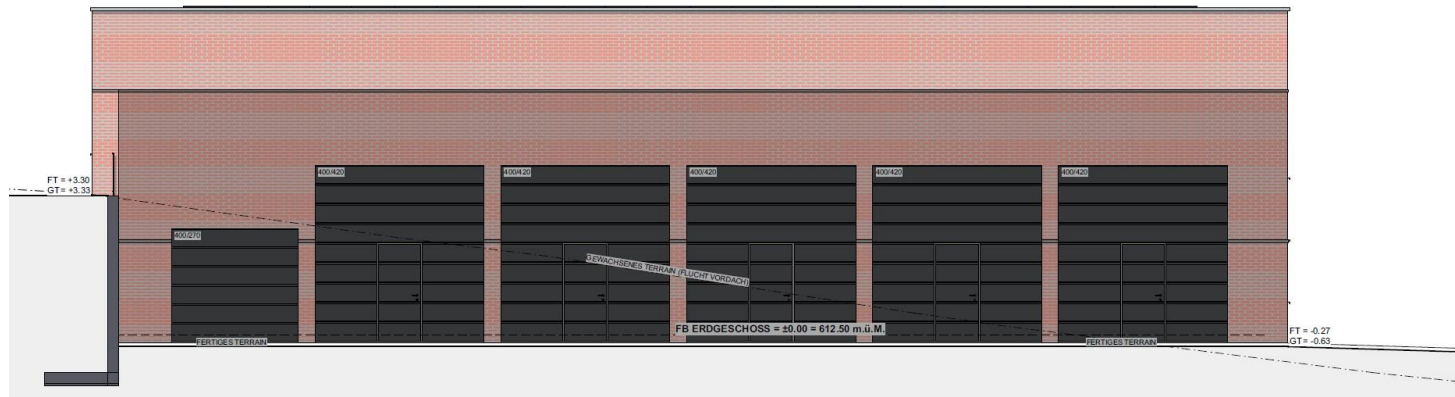 FT = +3.30
GT= +3.33
400/420
400/420
400/420
400/420
400/420
400/270
GEWACHSENES TERRAIN (FLUCHT VORDACH)
FB ERDGESCHOSS = ±0.00 = 612.50 m.ü.M.
FERTIGES TERRAIN
FERTIGES TERRAIN
FT = -0.27
GT= -0.63